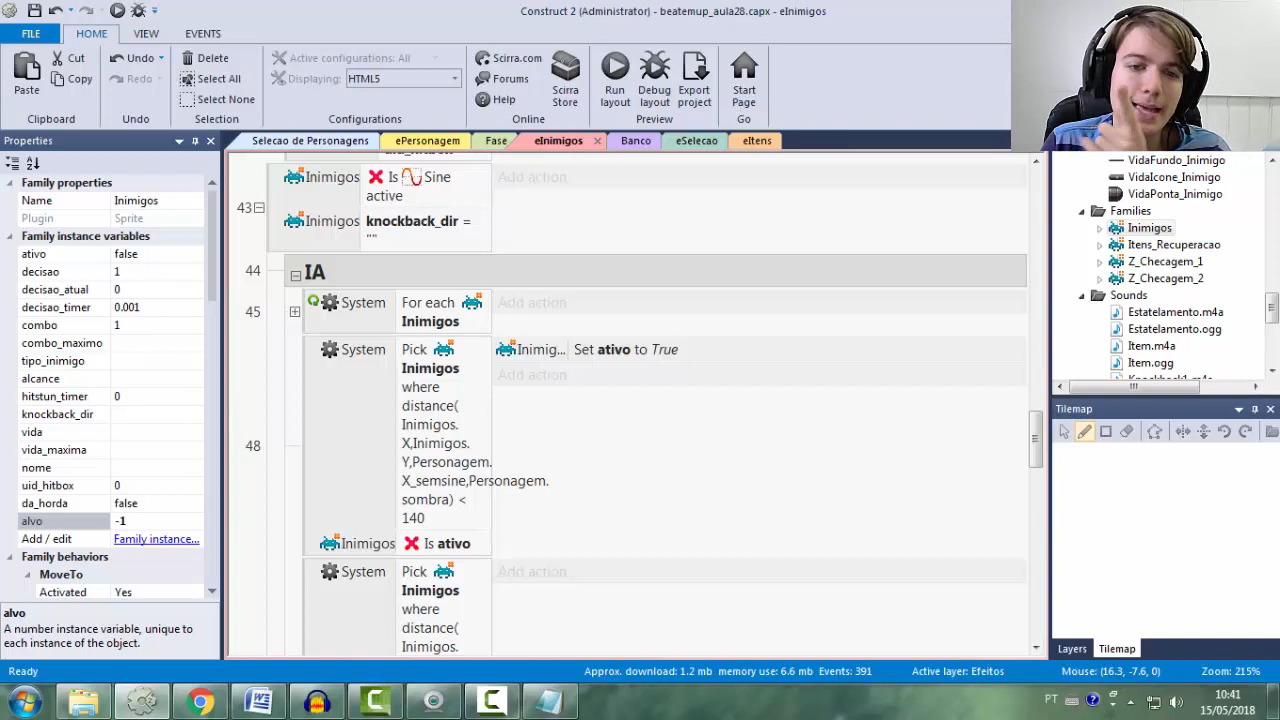 Construct 2 (Administrator) - beatemup_aula28.capx - eInimigos
FILE
HOME
VIEW
EVENTS
Paste
Cut
Copy
Clipboard
Undo
Redo
Undo
Delete
Select All
Select None
Selection
Active configurations: All
Displaying: HTML5
Configurations
Scirra.com
Forums
Help
Scirra Store
Online
Run layout
Debug layout
Export project
Preview
Start Page
Go
Properties
Selecao de Personagens
ePersonagem
Fase
eInimigos
Banco
eSelecao
eItens
Family properties
Name Inimigos
Plugin Sprite
Family instance variables
ativo false
decisao 1
decisao_atual 0
decisao_timer 0.001
combo 1
combo_maximo
tipo_inimigo
alcance
hitstun_timer 0
knockback_dir
vida
vida_maxima
nome
uid_hitbox 0
da_horda false
alvo -1
Add / edit Family instance...
Family behaviors
MoveTo
Activated Yes
alvo
A number instance variable, unique to
each instance of the object.
43
Inimigos Is Sine
active
Add action
Inimigos knockback_dir =
""
44 IA
45 System For each
Inimigos
Add action
48
System Pick
Inimigos
where
distance(
Inimigos.
X,Inimigos.
Y,Personagem.
X_semsine,Personagem.
sombra) <
140
Inimigos Is ativo
Inimig... Set ativo to True
Add action
System Pick
Inimigos
where
distance(
Inimigos.
Add action
VidaFundo_Inimigo
VidaIcone_Inimigo
VidaPonta_Inimigo
Families
Inimigos
Itens_Recuperacao
Z_Checagem_1
Z_Checagem_2
Sounds
Estatelamento.m4a
Estatelamento.ogg
Item.m4a
Item.ogg
Tilemap
Layers
Tilemap
Ready
Approx. download: 1.2 mb memory use: 6.6 mb Events: 391
Active layer: Efeitos
Mouse: (16.3, -7.6, 0)
Zoom: 215%
PT
10:41
15/05/2018